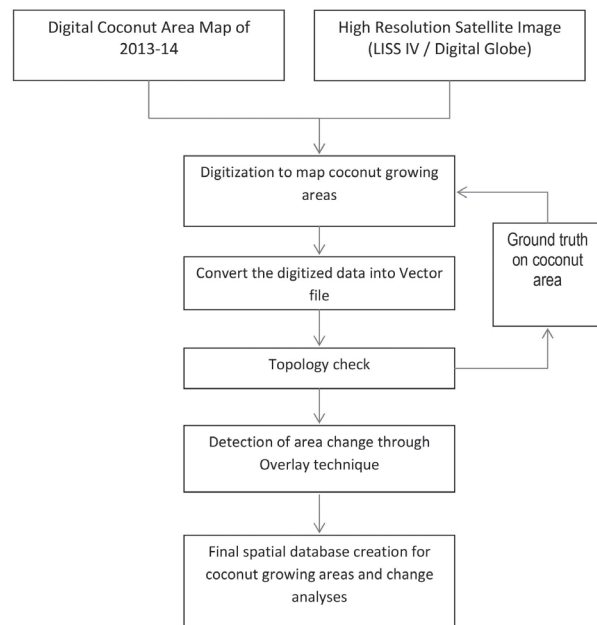 Digital Coconut Area Map of
2013-14
High Resolution Satellite Image
(LISS IV / Digital Globe)
Digitization to map coconut growing
areas
Ground truth
on coconut
area
Convert the digitized data into Vector
file
Topology check
Detection of area change through
Overlay technique
Final spatial database creation for
coconut growing areas and change
analyses